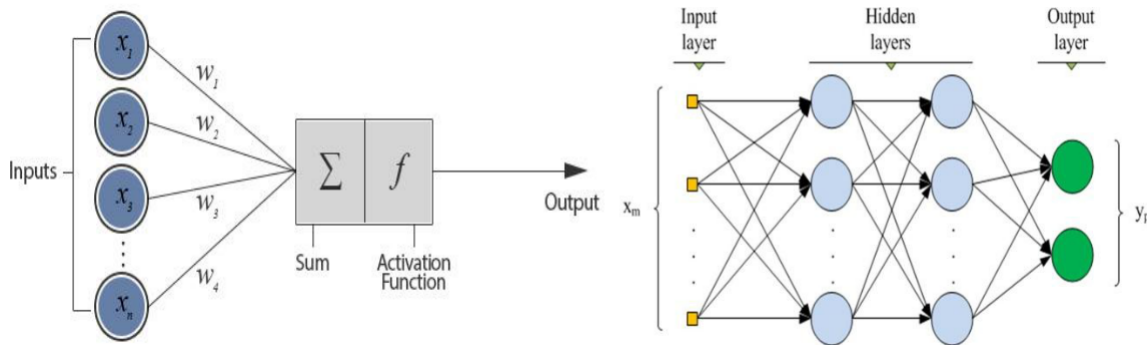 Inputs
x1
x2
x3
xn
w1
w2
w3
w4
∑ f
Sum
Activation
Function
Output
Input
layer
Hidden
layers
Output
layer
xm